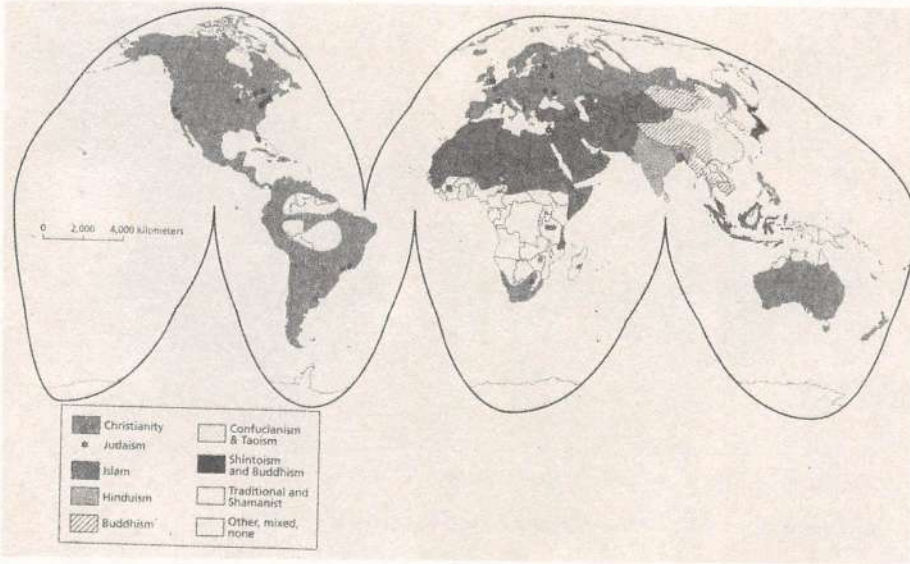 0 2,000 4,000 kilometers
Christianity
Judaism
Islam
Hinduism
Buddhism
Confucianism
& Taoism
Shintoism
and Buddhism
Traditional and
Shamanist
Other, mixed,
none